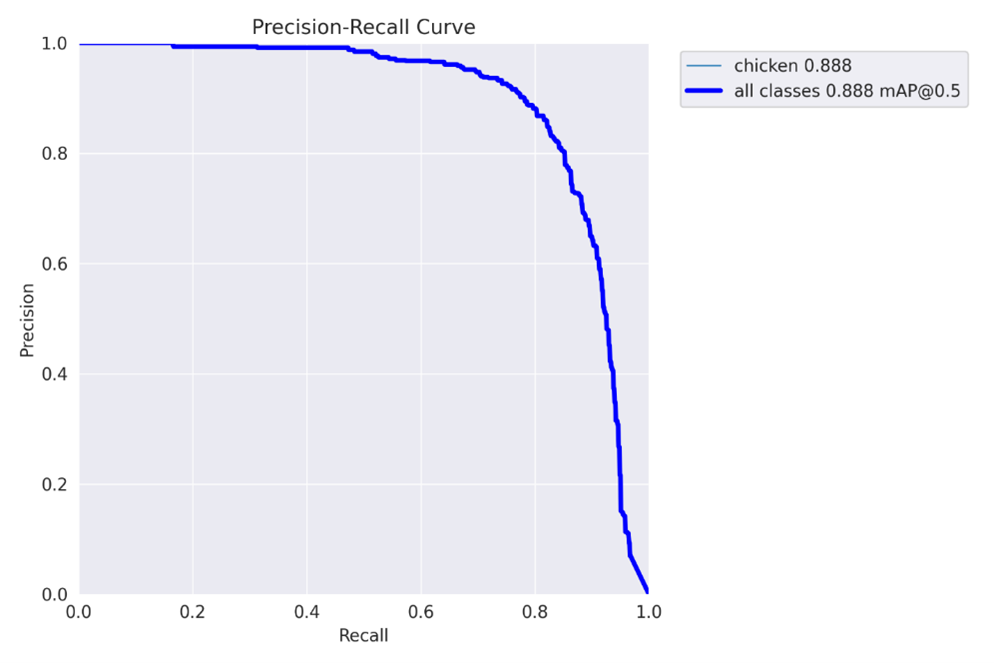 Precision-Recall Curve
chicken 0.888
all classes 0.888 mAP@0.5
1.0
0.8
0.6
0.4
0.2
0.0
Precision
0.0 0.2 0.4 0.6 0.8 1.0
Recall